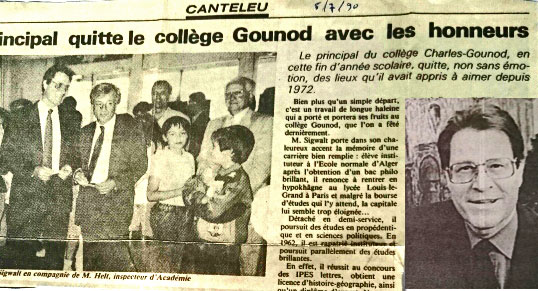 CANTELEU
5/7/90
incipal quitte le collège Gounod avec les honneurs
Le principal du collège Charles-Gounod, en
cette fin d'année scolaire, quitte, non sans émo-
tion, des lieux qu'il avait appris à aimer depuis
1972.
Bien plus qu'un simple départ,
c'est un travail de longue haleine
qui a porté et portera ses fruits au
collège Gounod, que l'on a fêté
dernièrement.
M. Sigwalt porte dans son cha-
leureux accent la mémoire d'une
carrière bien remplie : élève insti-
tuteur à l'Ecole normale d'Alger
après l'obtention d'un bac philo
brillant, il renonce à rentrer en
hypokhâgne au lycée Louis-le-
Grand à Paris et malgré la bourse
d'études qui l'y attend, la capitale
lui semble trop éloignée...
Détaché en demi-service, il
poursuit des études en propédeuti-
que et en sciences politiques. En
1962, il est rapatrié instituteur et
poursuit parallèlement des études
brillantes.
En effet, il réussit au concours
des IPES lettres, obtient une
licence d'histoire-géographie, ainsi
Sigwalt en compagnie de M. Helt, inspecteur d'Académie